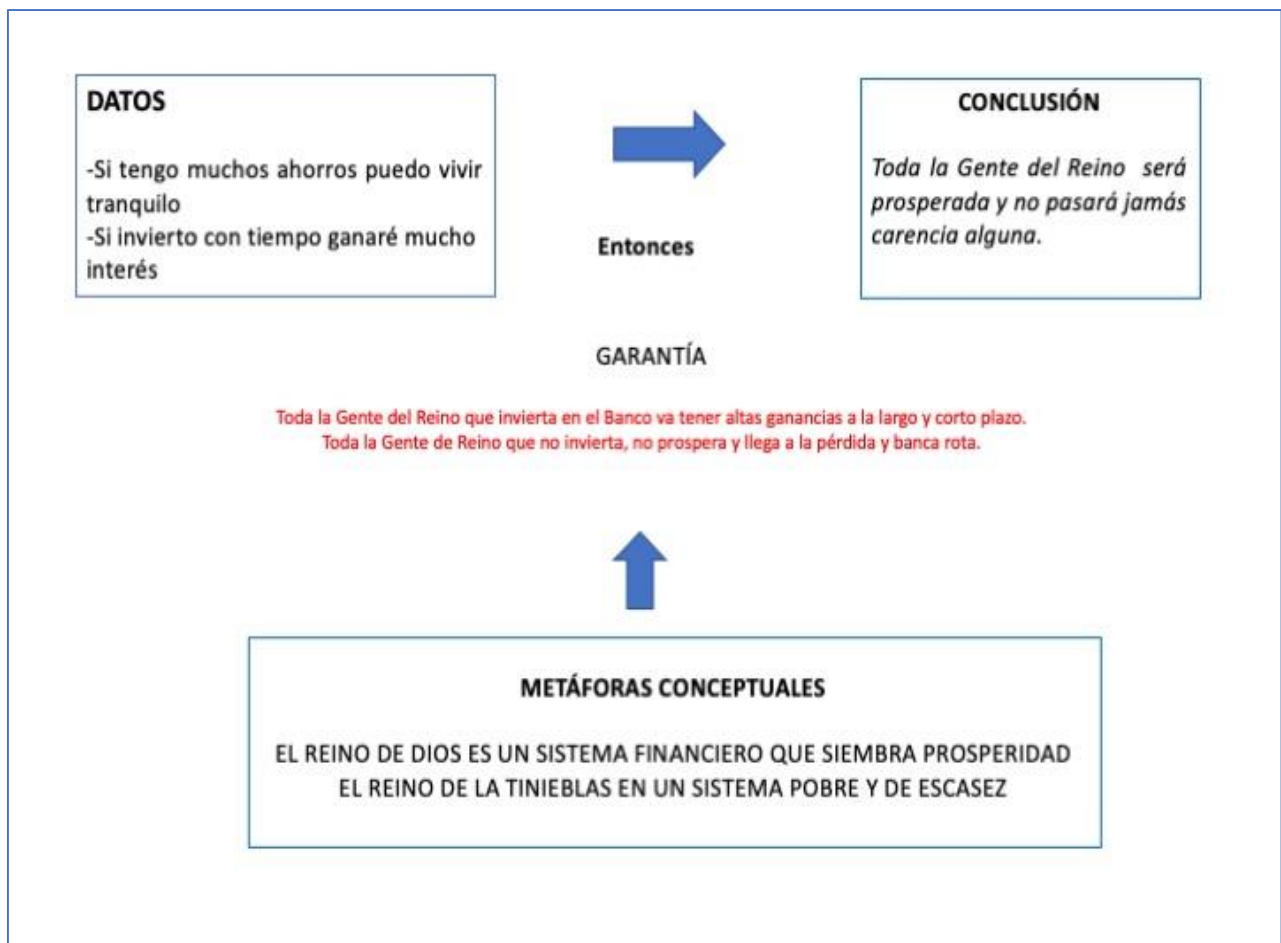 DATOS
-Si tengo muchos ahorros puedo vivir
tranquilo
-Si invierto con tiempo ganaré mucho
interés
Entonces
CONCLUSIÓN
Toda la Gente del Reino será
prosperada y no pasará jamás
carencia alguna.
GARANTÍA
Toda la Gente del Reino que invierta en el Banco va tener altas ganancias a la largo y corto plazo.
Toda la Gente de Reino que no invierta, no prospera y llega a la pérdida y banca rota.
METÁFORAS CONCEPTUALES
EL REINO DE DIOS ES UN SISTEMA FINANCIERO QUE SIEMBRA PROSPERIDAD
EL REINO DE LA TINIEBLAS EN UN SISTEMA POBRE Y DE ESCASEZ